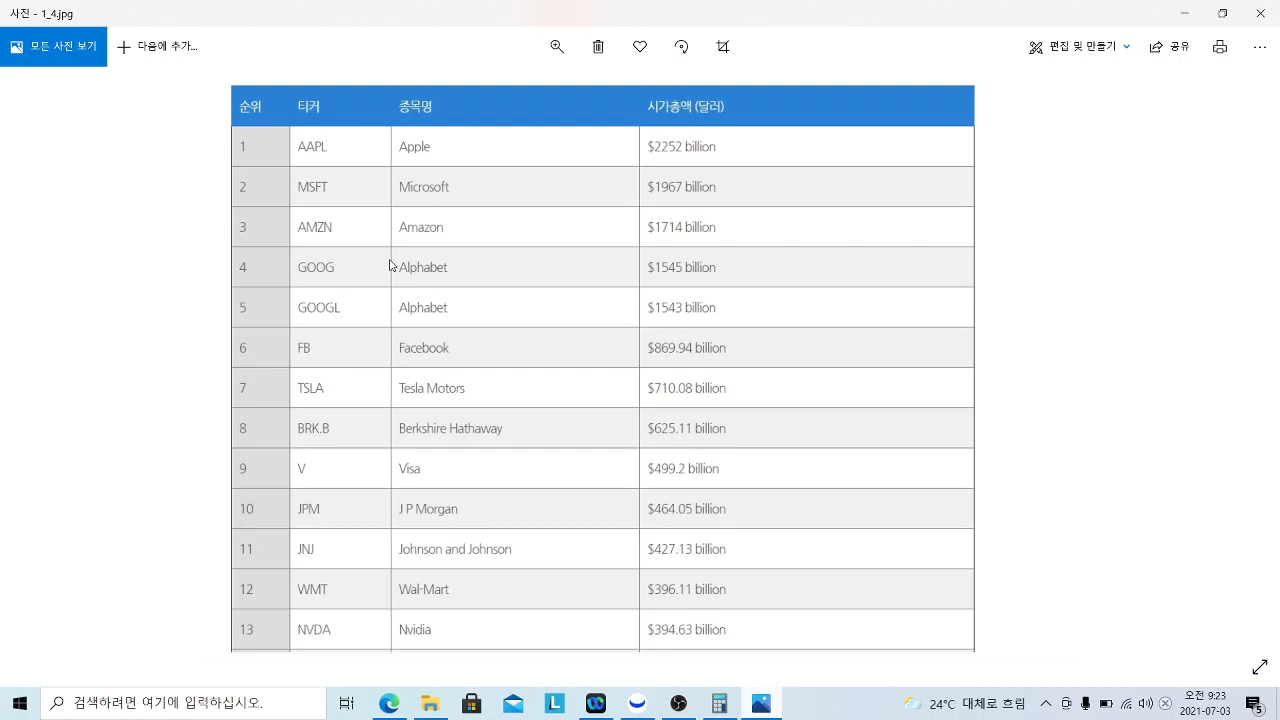 사진 - 1_4.jpg
모든 사진 보기 다음에 추가... 편집 및 만들기 공유
순위 티커 종목명 시가총액 (달러)
1 AAPL Apple $2252 billion
2 MSFT Microsoft $1967 billion
3 AMZN Amazon $1714 billion
4 GOOG Alphabet $1545 billion
5 GOOGL Alphabet $1543 billion
6 FB Facebook $869.94 billion
7 TSLA Tesla Motors $710.08 billion
8 BRK.B Berkshire Hathaway $625.11 billion
9 V Visa $499.2 billion
10 JPM J P Morgan $464.05 billion
11 JNJ Johnson and Johnson $427.13 billion
12 WMT Wal-Mart $396.11 billion
13 NVDA Nvidia $394.63 billion
검색하려면 여기에 입력하십시오. L 24°C 대체로 흐림 오전 9:23
2021-07-03 5